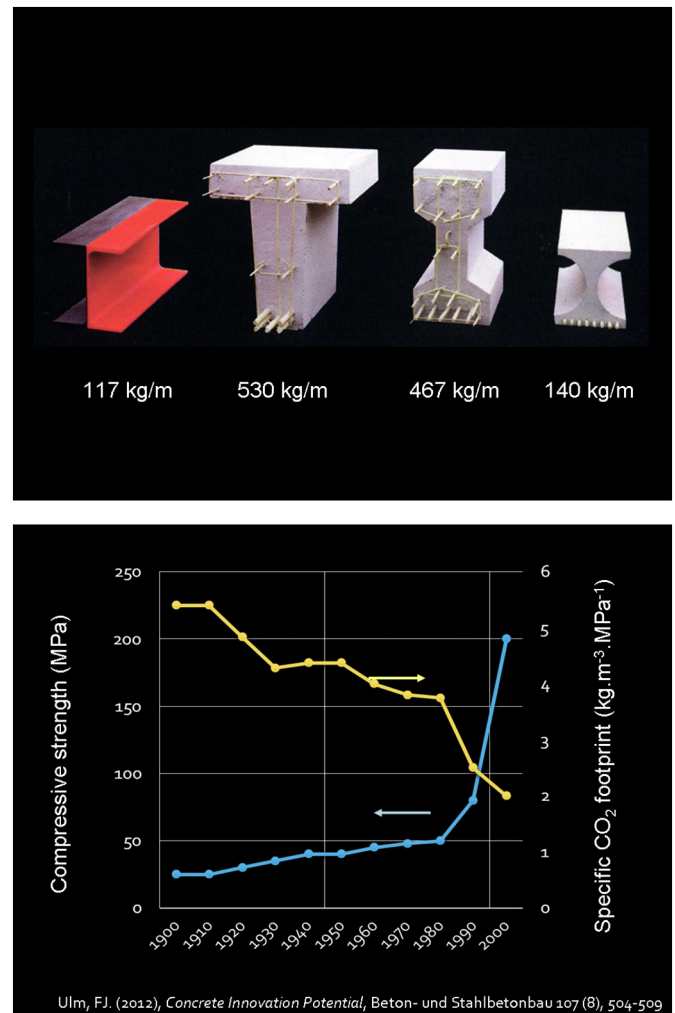 117 kg/m 530 kg/m 467 kg/m 140 kg/m
Compressive strength (MPa)
250
200
150
100
50
0
6
5
4
3
2
1
0
Specific CO₂ footprint (kg.m⁻³.MPa⁻¹)
1900 1910 1920 1930 1940 1950 1960 1970 1980 1990 2000
Ulm, FJ. (2012), Concrete Innovation Potential, Beton- und Stahlbetonbau 107 (8), 504-509